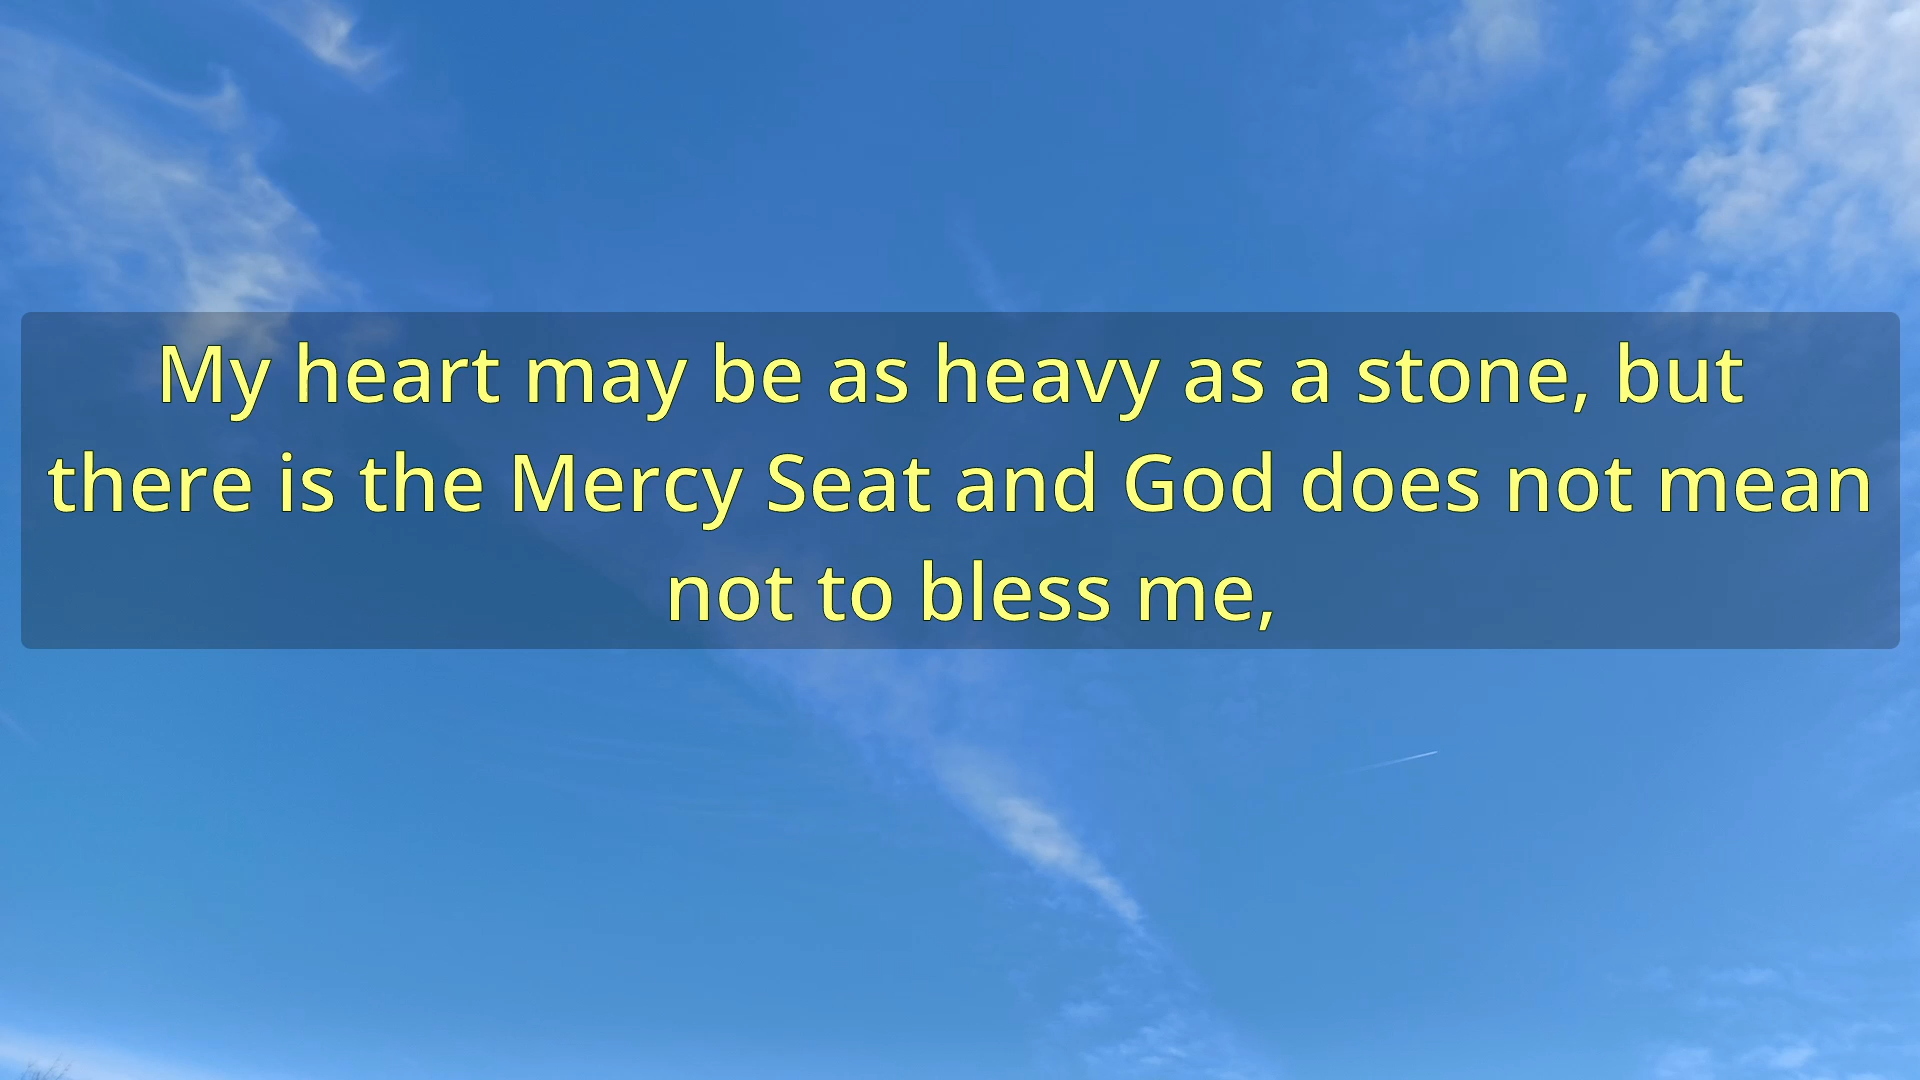 My heart may be as heavy as a stone, but
there is the Mercy Seat and God does not mean
not to bless me,